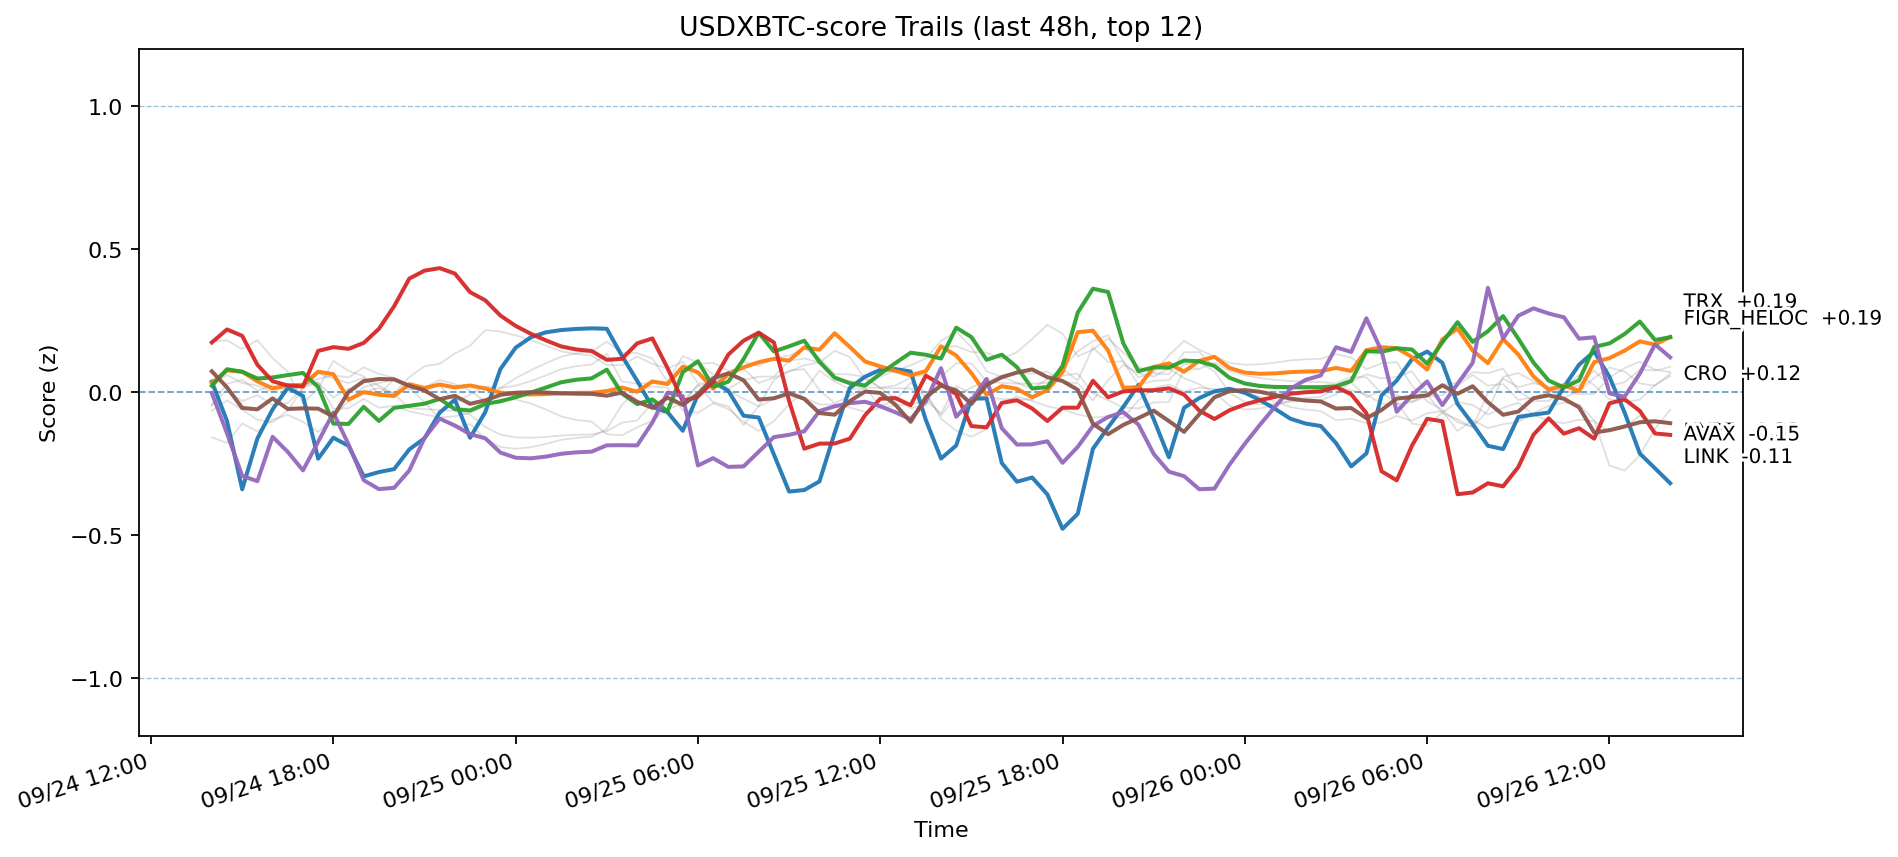 USDXBTC-score Trails (last 48h, top 12)
Score (z)
1.0
0.5
0.0
−0.5
−1.0
TRX +0.19
FIGR_HELOC +0.19
CRO +0.12
AVAX -0.15
LINK -0.11
09/24 12:00
09/24 18:00
09/25 00:00
09/25 06:00
09/25 12:00
09/25 18:00
09/26 00:00
09/26 06:00
09/26 12:00
Time